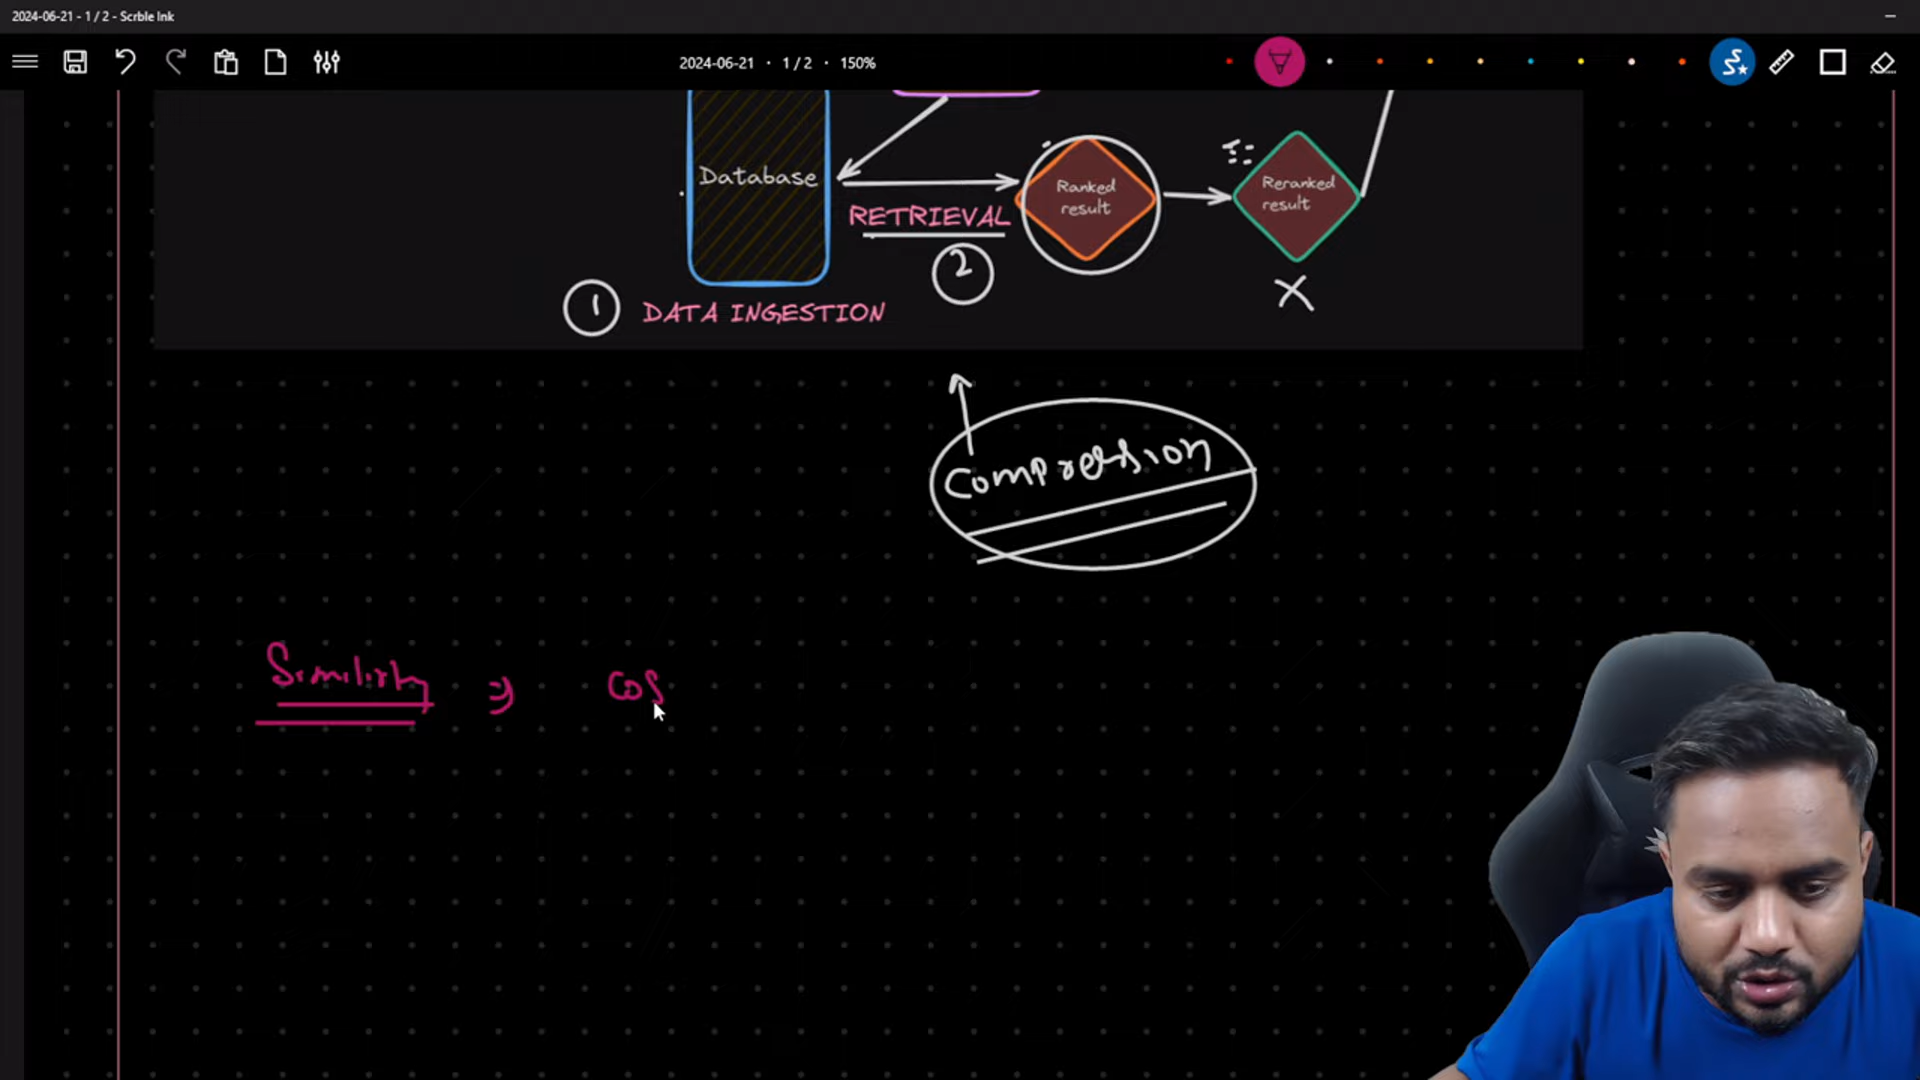 2024-06-21 - 1 / 2 - Scrble Ink
2024-06-21 · 1 / 2 · 150%
Database
Ranked
result
Reranked
result
RETRIEVAL
2
1
DATA INGESTION
X
Compression
Similirty
Cos